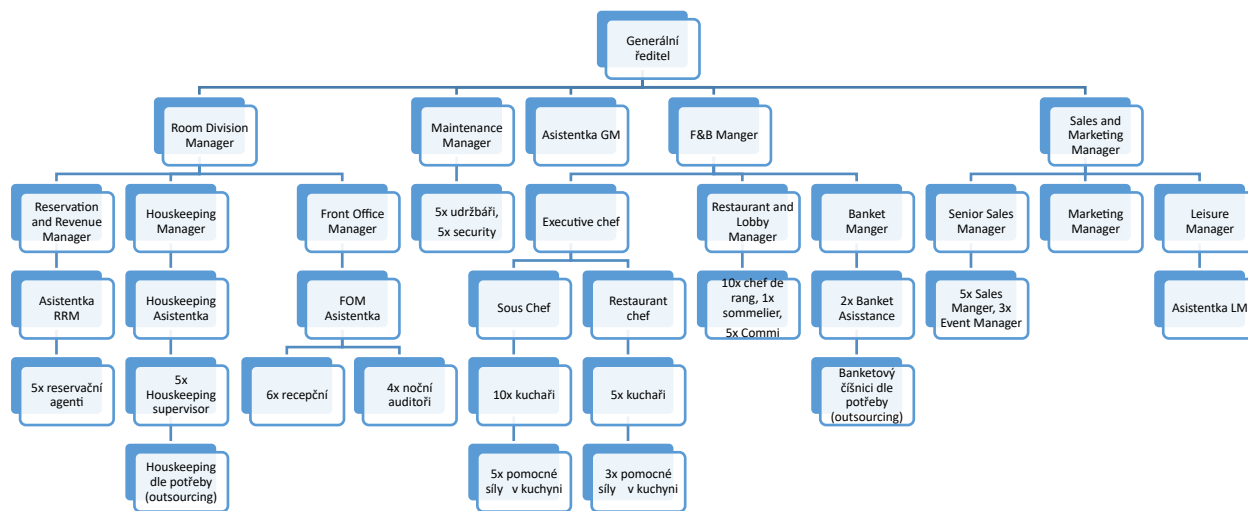 Generální
ředitel
Room Division
Manager
Maintenance
Manager
Asistentka GM
F&B Manger
Sales and
Marketing
Manager
Reservation
and Revenue
Manager
Houskeeping
Manager
Front Office
Manager
5x udržbáři,
5x security
Executive chef
Restaurant and
Lobby
Manager
Banket
Manger
Senior Sales
Manager
Marketing
Manager
Leisure
Manager
Asistentka
RRM
Houskeeping
Asistentka
FOM
Asistentka
Sous Chef
Restaurant
chef
10x chef de
rang, 1x
sommelier,
5x Commi
2x Banket
Asisstance
5x Sales
Manger, 3x
Event Manager
Asistentka LM
5x reservační
agenti
5x
Houskeeping
supervisor
6x recepční
4x noční
auditoři
10x kuchaři
5x kuchaři
Banketový
číšnici dle
potřeby
(outsourcing)
Houskeeping
dle potřeby
(outsourcing)
5x pomocné
síly v kuchyni
3x pomocné
síly v kuchyni